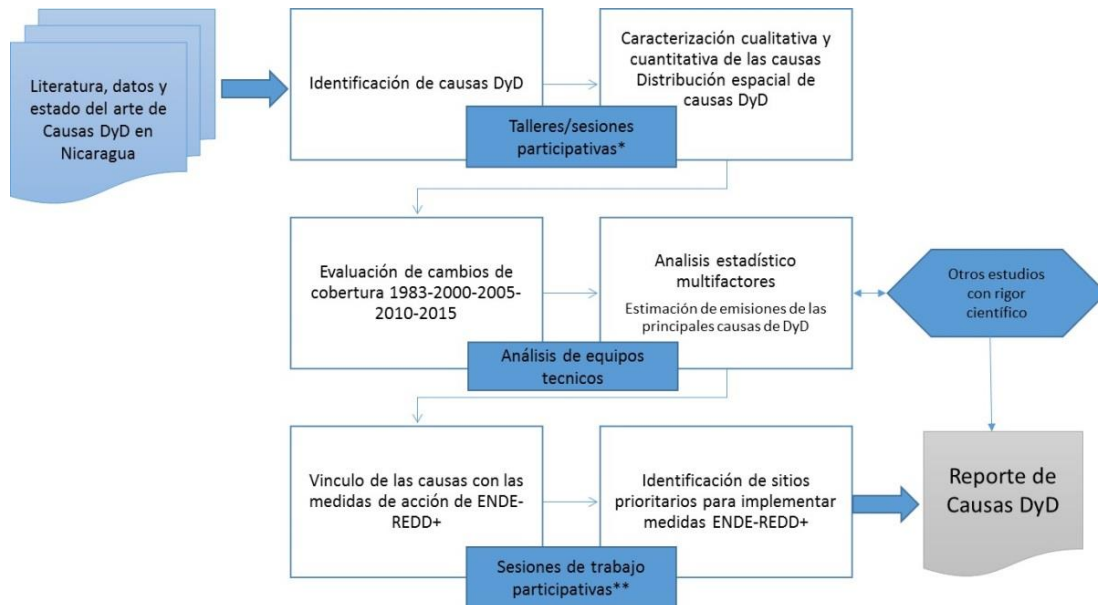 Literatura, datos y
estado del arte de
Causas DyD en
Nicaragua
Identificación de causas DyD
Caracterización cualitativa y
cuantitativa de las causas
Distribución espacial de
causas DyD
Talleres/sesiones
participativas*
Evaluación de cambios de
cobertura 1983-2000-2005-
2010-2015
Analisis estadístico
multifactores
Estimación de emisiones de las
principales causas de DyD
Otros estudios
con rigor
científico
Análisis de equipos
tecnicos
Vinculo de las causas con las
medidas de acción de ENDE-
REDD+
Identificación de sitios
prioritarios para implementar
medidas ENDE-REDD+
Reporte de
Causas DyD
Sesiones de trabajo
participativas**